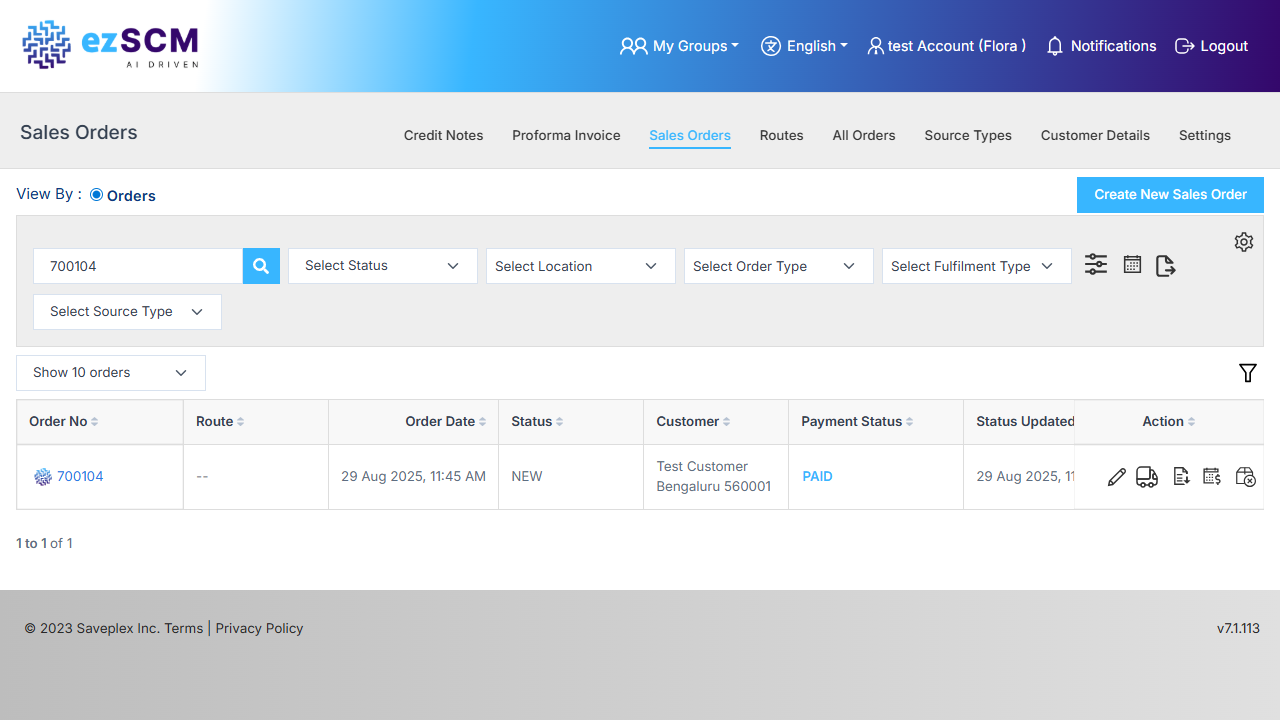 ezSCM
AI DRIVEN
My Groups
English
test Account (Flora )
Notifications
Logout
Sales Orders
Credit Notes
Proforma Invoice
Sales Orders
Routes
All Orders
Source Types
Customer Details
Settings
View By :
Orders
Create New Sales Order
700104
Select Status
Select Location
Select Order Type
Select Fulfilment Type
Select Source Type
Show 10 orders
Order No
Route
Order Date
Status
Customer
Payment Status
Status Updated
Action
700104
--
29 Aug 2025, 11:45 AM
NEW
Test Customer
Bengaluru 560001
PAID
29 Aug 2025, 11
1 to 1 of 1
© 2023 Saveplex Inc. Terms | Privacy Policy
v7.1.113